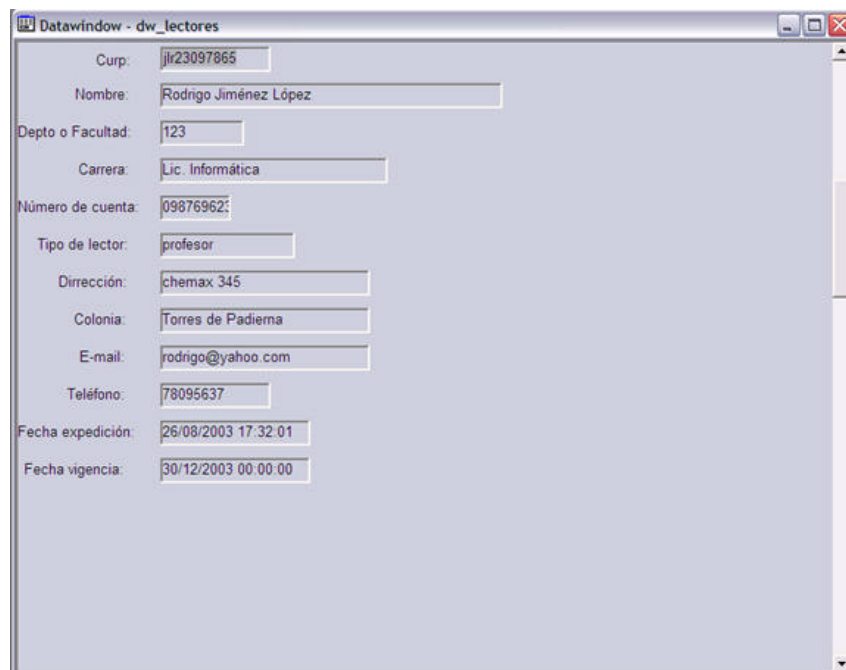 Datawindow - dw_lectores
Curp: jlr23097865
Nombre: Rodrigo Jiménez López
Depto o Facultad: 123
Carrera: Lic. Informática
Número de cuenta: 098769623
Tipo de lector: profesor
Dirrección: chemax 345
Colonia: Torres de Padierna
E-mail: rodrigo@yahoo.com
Teléfono: 78095637
Fecha expedición: 26/08/2003 17:32:01
Fecha vigencia: 30/12/2003 00:00:00